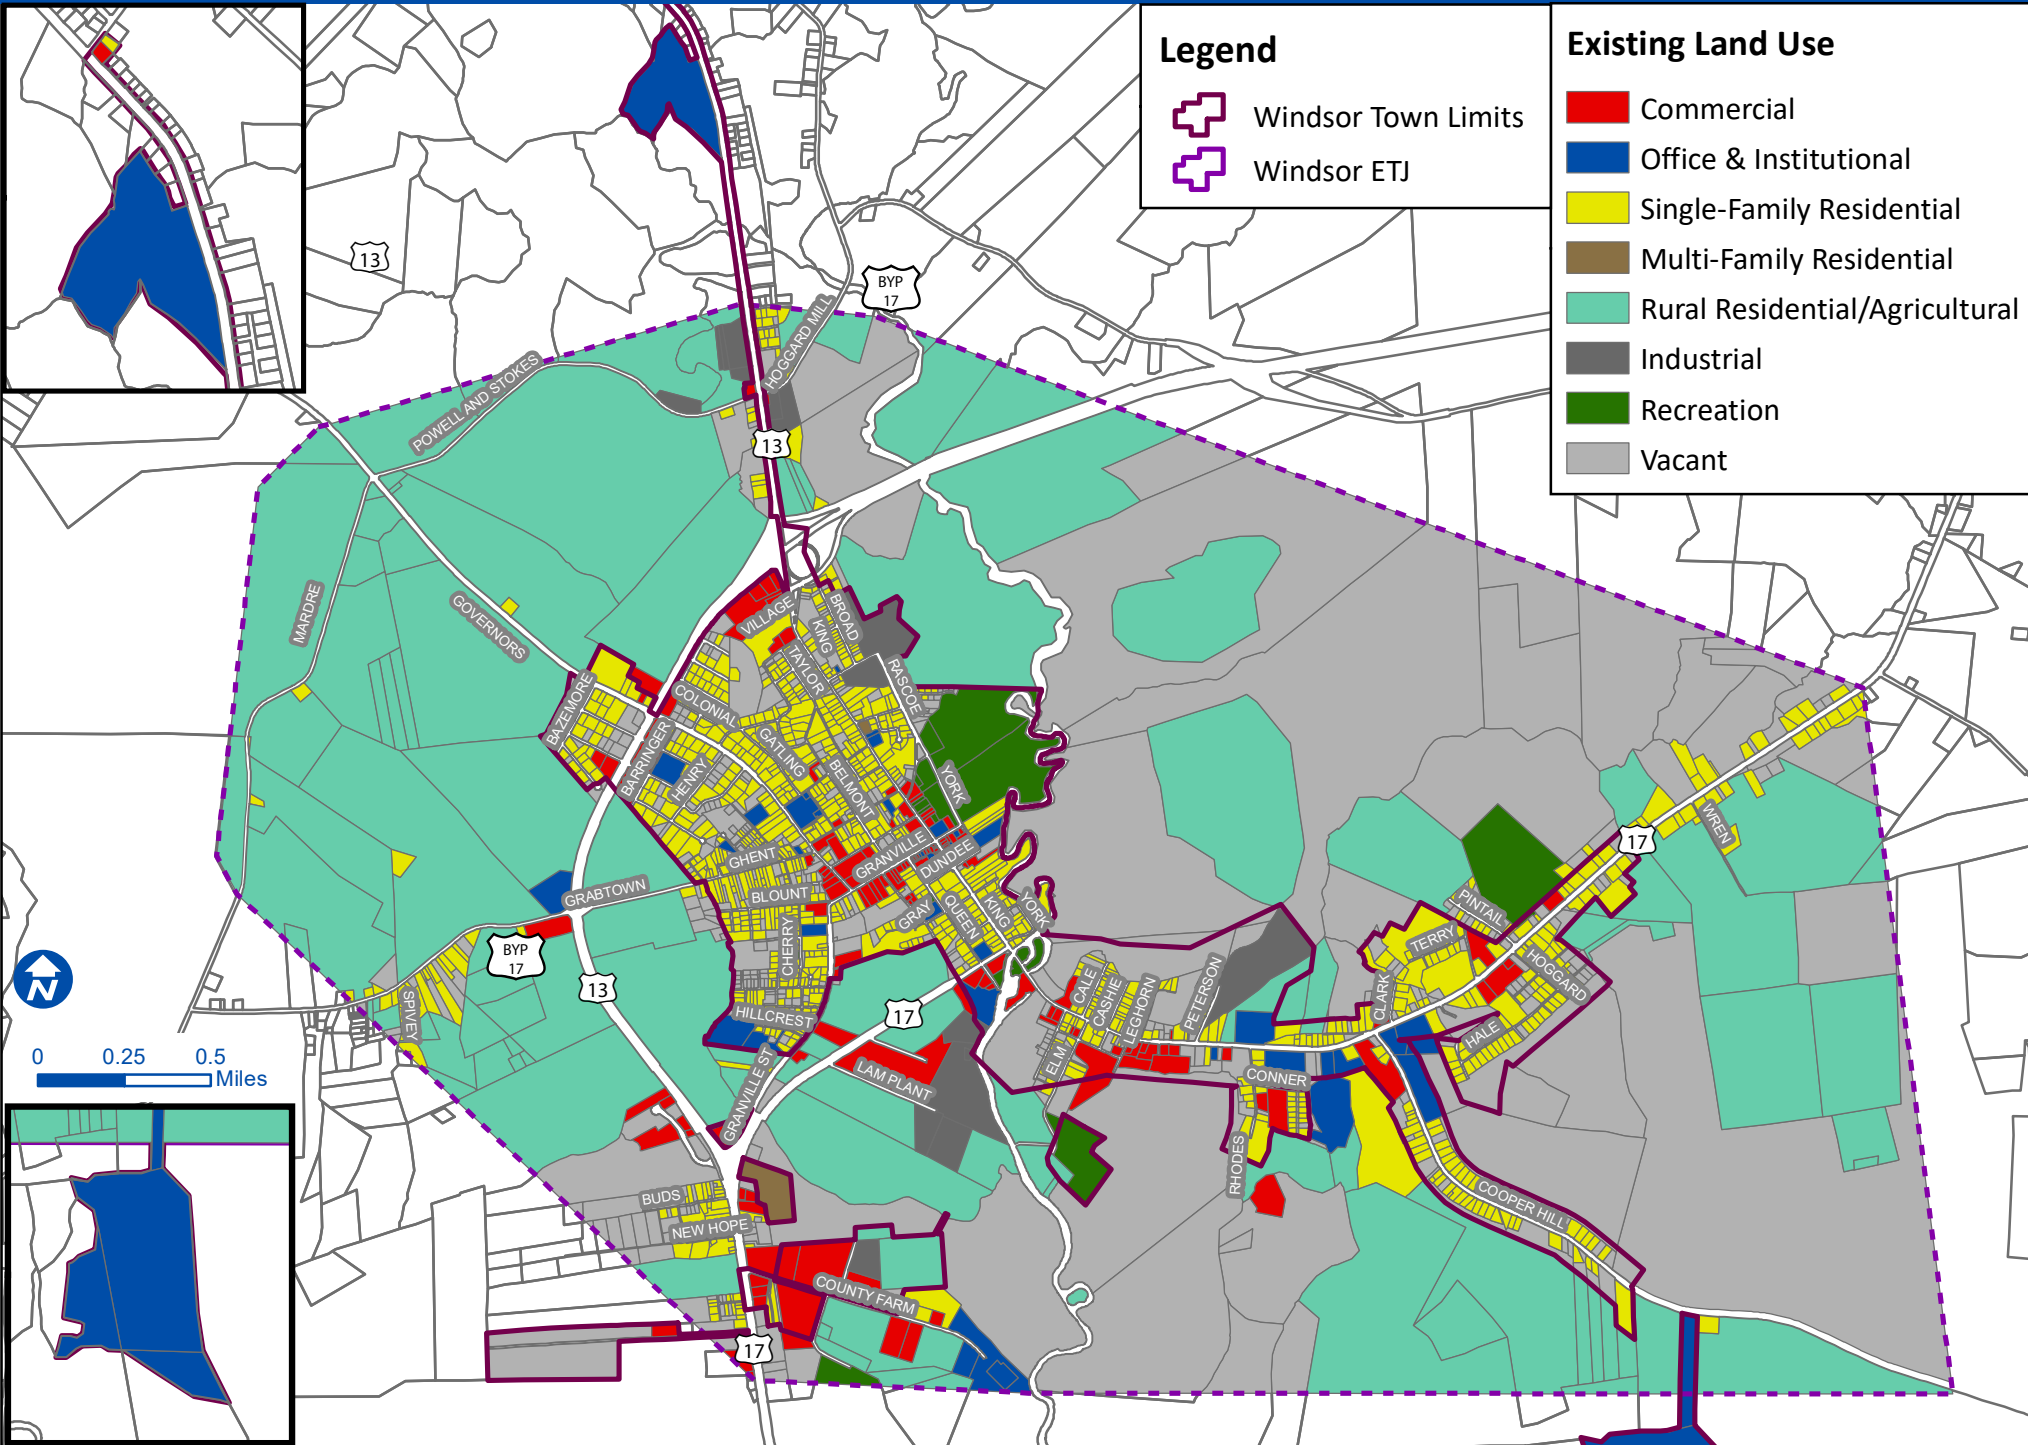 Legend
Windsor Town Limits
Windsor ETJ
Existing Land Use
Commercial
Office & Institutional
Single-Family Residential
Multi-Family Residential
Rural Residential/Agricultural
Industrial
Recreation
Vacant
13
BYP
17
HOGGARD MILL
POWELL AND STOKES
13
MARDRE
GOVERNORS
VILLAGE
BROAD
KING
TAYLOR
RASCOE
BAZEMORE
COLONIAL
BARRINGER
HENRY
GATLING
BELMONT
YORK
WREN
17
GHENT
GRANVILLE
DUNDEE
GRABTOWN
BLOUNT
CHERRY
GRAY
QUEEN
KING
YORK
PINTAIL
TERRY
HOGGARD
BYP
17
13
SPIVEY
HILLCREST
17
CALE
CASHIE
LEGHORN
PETERSON
CLARK
HALE
N
0 0.25 0.5
Miles
ELM
LAM PLANT
GRANVILLE ST
CONNER
RHODES
COOPER HILL
BUDS
NEW HOPE
COUNTY FARM
17